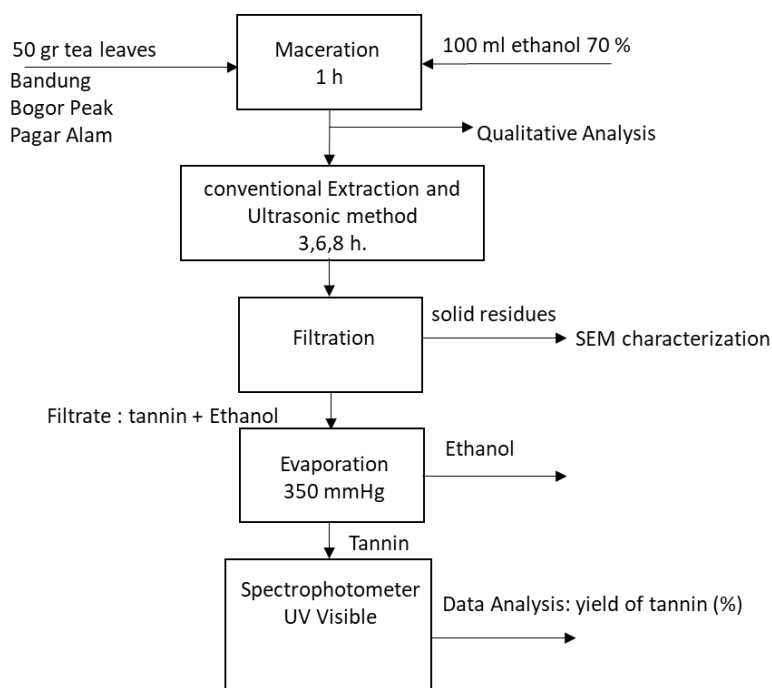 50 gr tea leaves
Bandung
Bogor Peak
Pagar Alam
Maceration
1 h
100 ml ethanol 70 %
Qualitative Analysis
conventional Extraction and
Ultrasonic method
3,6,8 h.
Filtration
solid residues
SEM characterization
Filtrate : tannin + Ethanol
Evaporation
350 mmHg
Ethanol
Tannin
Spectrophotometer
UV Visible
Data Analysis: yield of tannin (%)